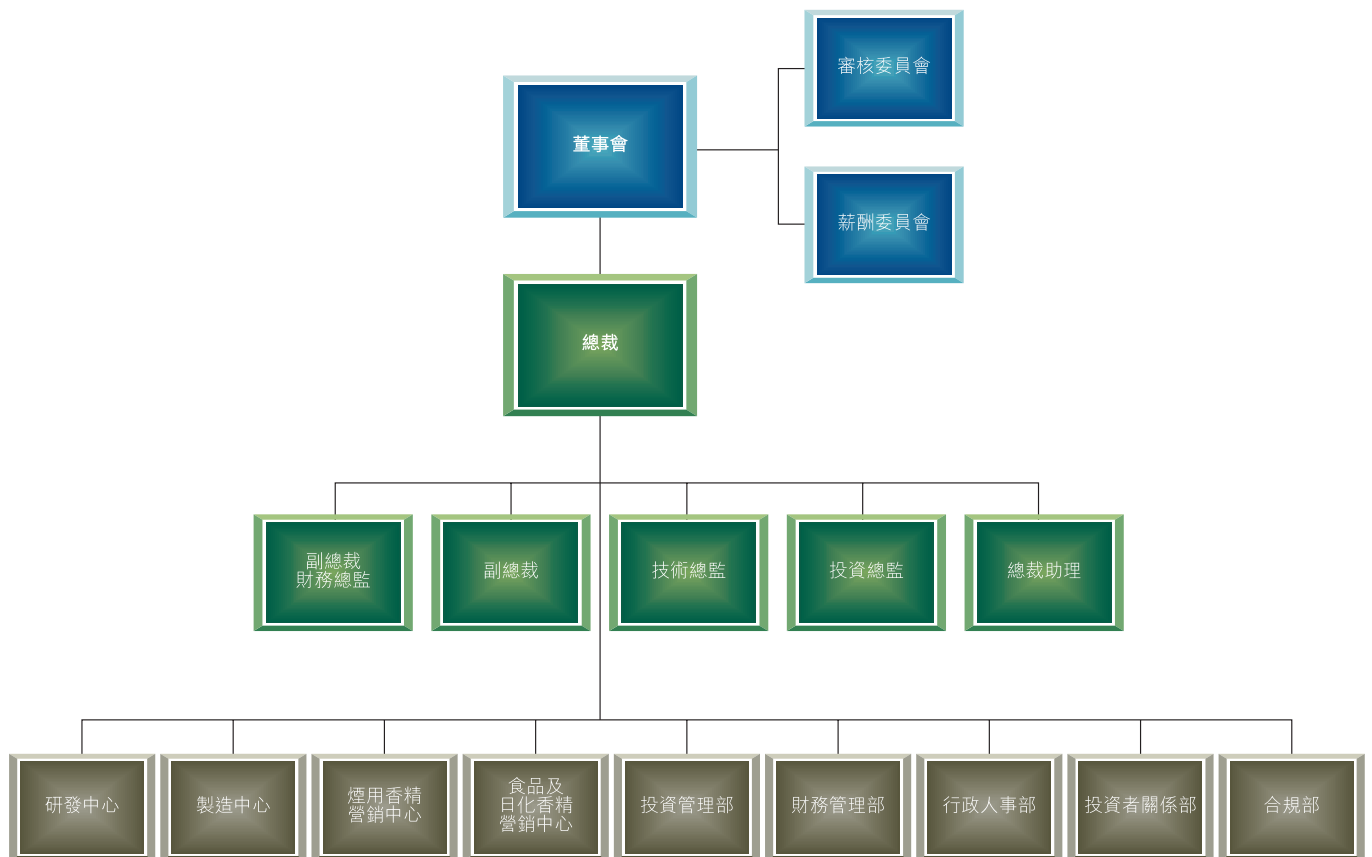 審核委員會
董事會
薪酬委員會
總裁
副總裁
財務總監
副總裁
技術總監
投資總監
總裁助理
研發中心
製造中心
煙用香精
營銷中心
食品及
日化香精
營銷中心
投資管理部
財務管理部
行政人事部
投資者關係部
合規部